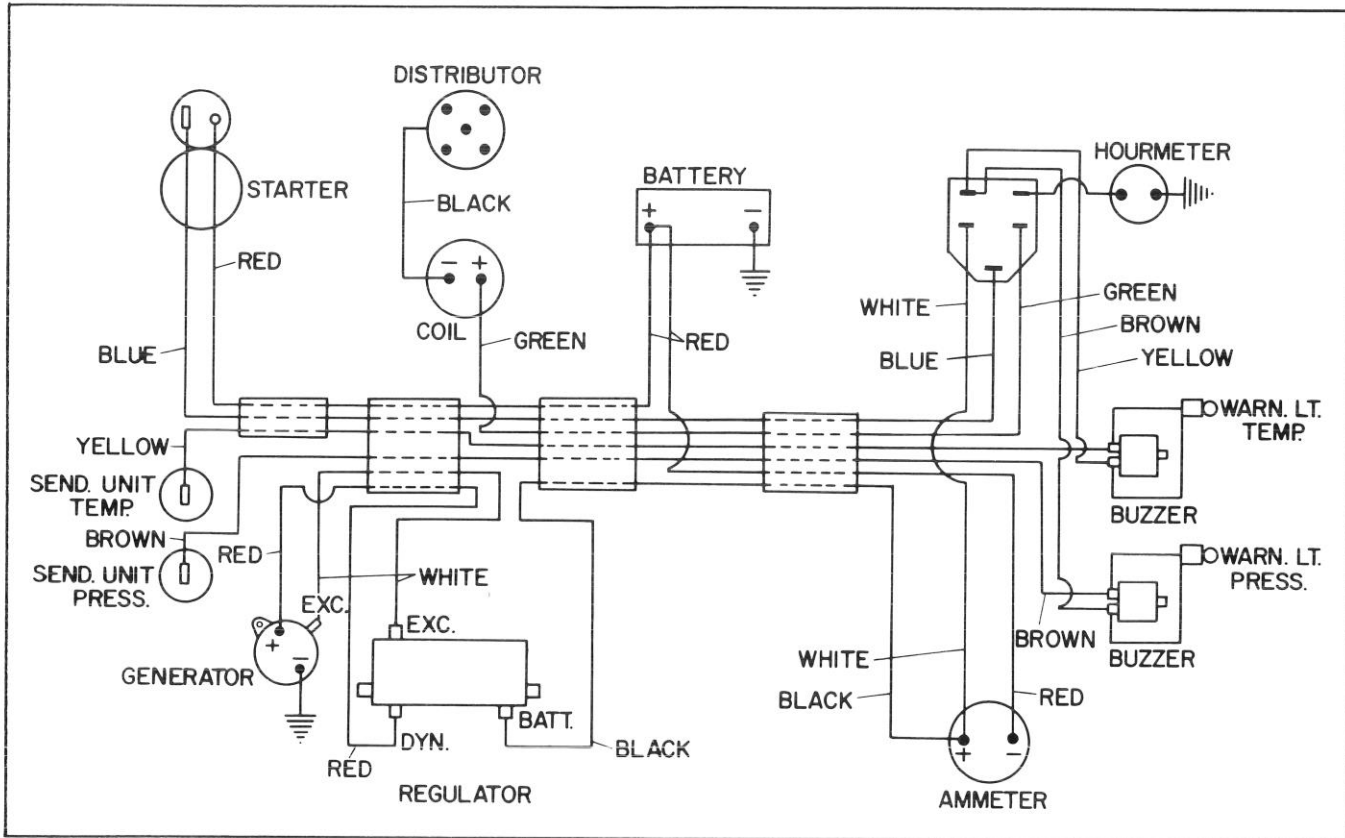 DISTRIBUTOR
STARTER
BLACK
BATTERY
+
−
HOURMETER
RED
− +
COIL
GREEN
RED
WHITE
GREEN
BROWN
BLUE
BLUE
YELLOW
YELLOW
WARN. LT.
TEMP.
SEND. UNIT
TEMP.
BUZZER
BROWN
RED
WHITE
SEND. UNIT
PRESS.
WARN. LT.
PRESS.
EXC.
EXC.
+
−
GENERATOR
BROWN
BUZZER
WHITE
BLACK
RED
BATT.
DYN.
RED
BLACK
+
−
REGULATOR
AMMETER